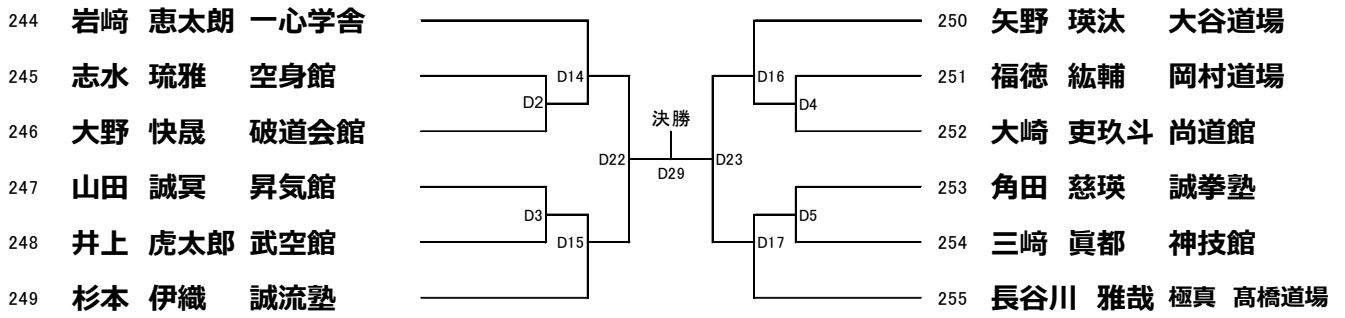 244 岩﨑 恵太朗 一心学舎 250 矢野 瑛汰 大谷道場
D14 D16
245 志水 琉雅 空身館 251 福徳 紘輔 岡村道場
D2 D4
246 大野 快晟 破道会館 決勝 252 大崎 吏玖斗 尚道館
D22 D29 D23
247 山田 誠冥 昇気館 253 角田 慈瑛 誠拳塾
D3 D5
248 井上 虎太郎 武空館 D15 D17 254 三﨑 眞都 神技館
249 杉本 伊織 誠流塾 255 長谷川 雅哉 極真 髙橋道場